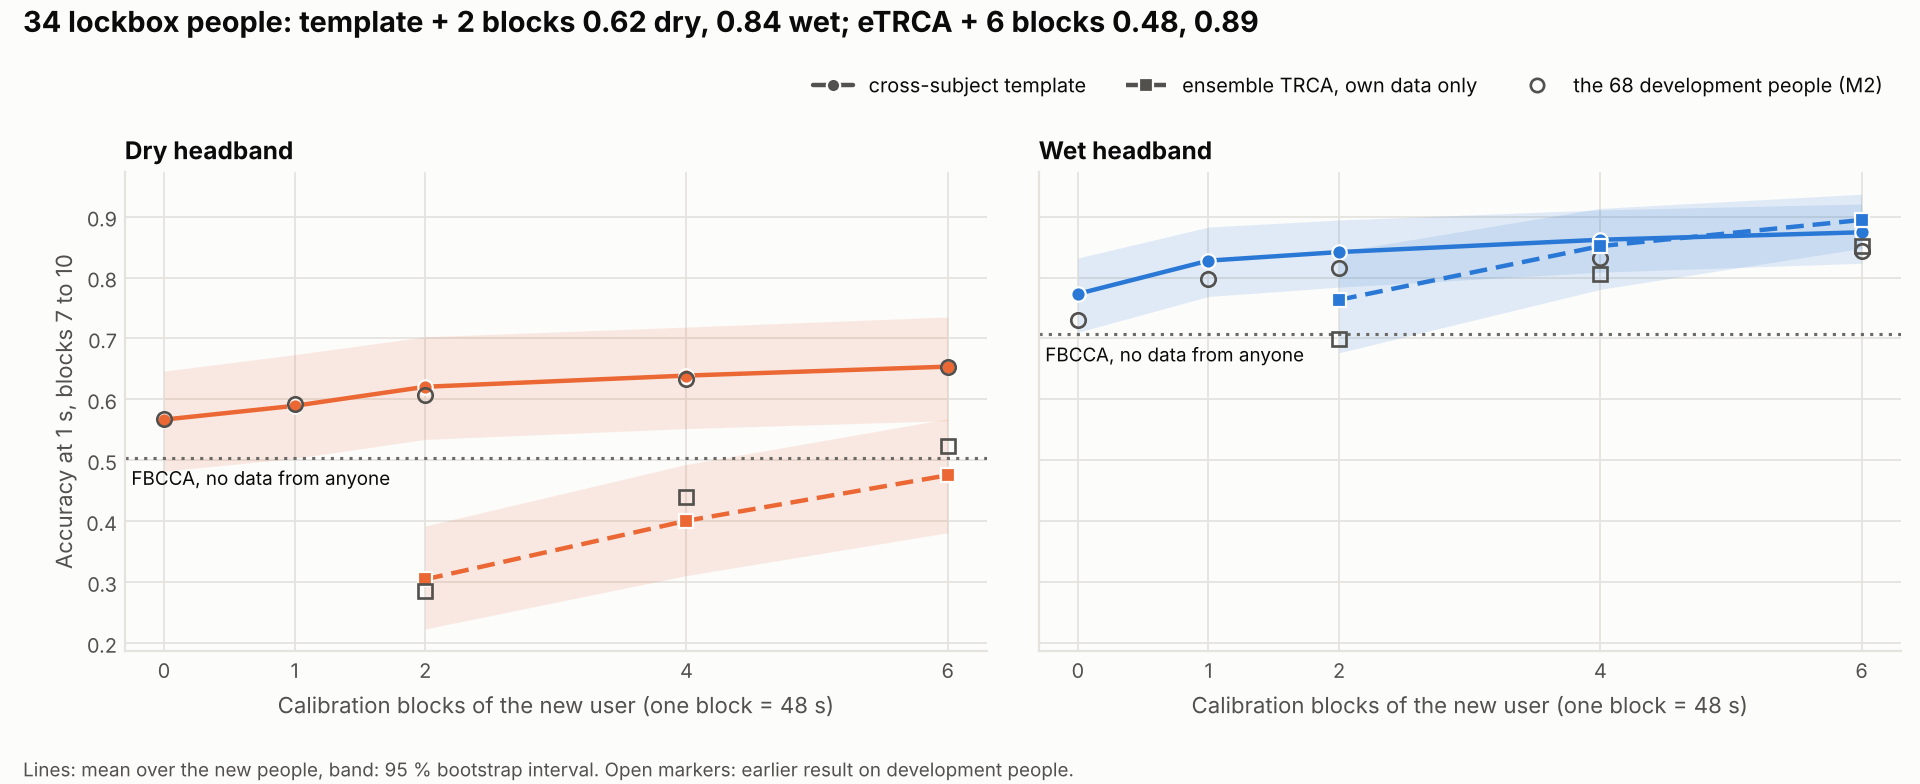 34 lockbox people: template + 2 blocks 0.62 dry, 0.84 wet; eTRCA + 6 blocks 0.48, 0.89
cross-subject template
ensemble TRCA, own data only
the 68 development people (M2)
Dry headband
Wet headband
Accuracy at 1 s, blocks 7 to 10
0.9
0.8
0.7
0.6
0.5
0.4
0.3
0.2
FBCCA, no data from anyone
FBCCA, no data from anyone
0 1 2 4 6
0 1 2 4 6
Calibration blocks of the new user (one block = 48 s)
Calibration blocks of the new user (one block = 48 s)
Lines: mean over the new people, band: 95 % bootstrap interval. Open markers: earlier result on development people.